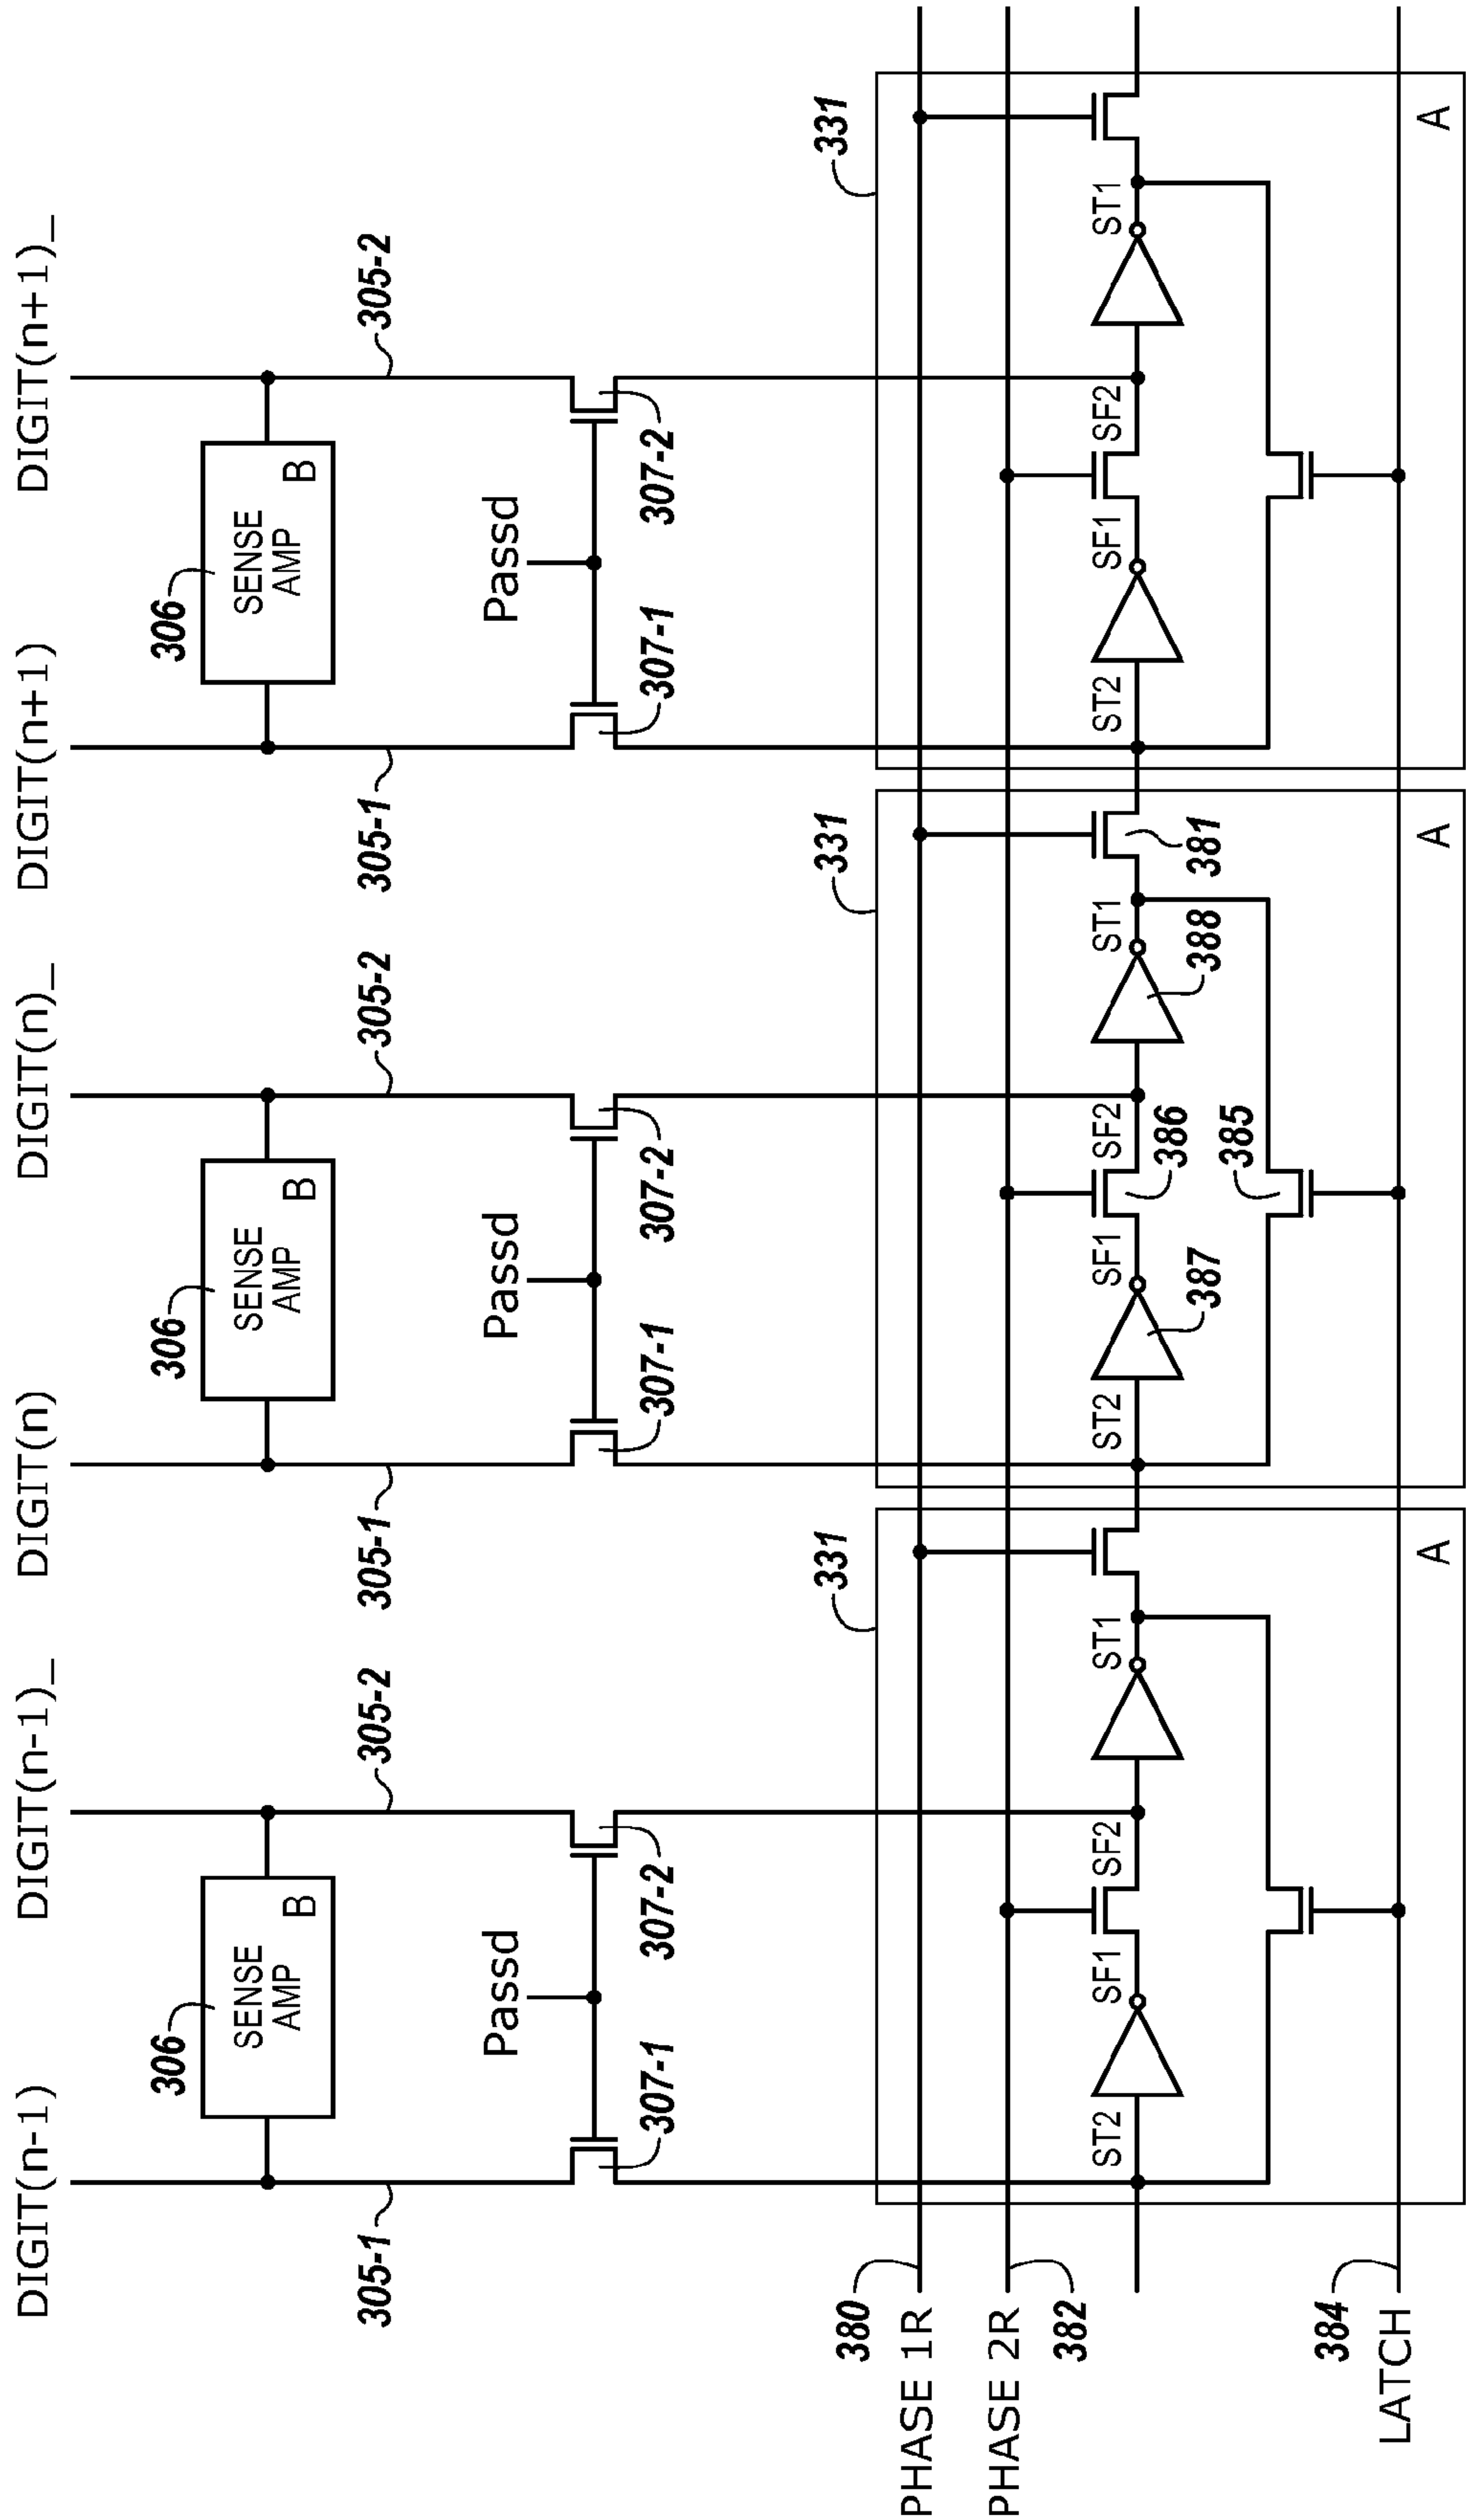 DIGIT(n-1)
DIGIT(n-1)_
DIGIT(n)
DIGIT(n)_
DIGIT(n+1)
DIGIT(n+1)_
306
306
306
SENSE
AMP
B
SENSE
AMP
B
SENSE
AMP
B
305-1
305-2
305-1
305-2
305-1
305-2
Passd
Passd
Passd
307-1
307-2
307-1
307-2
307-1
307-2
331
331
331
380
PHASE 1R
PHASE 2R
382
ST2
SF1
SF2
ST1
ST2
SF1
SF2
ST1
ST2
SF1
SF2
ST1
387
386
388
381
385
384
LATCH
A
A
A